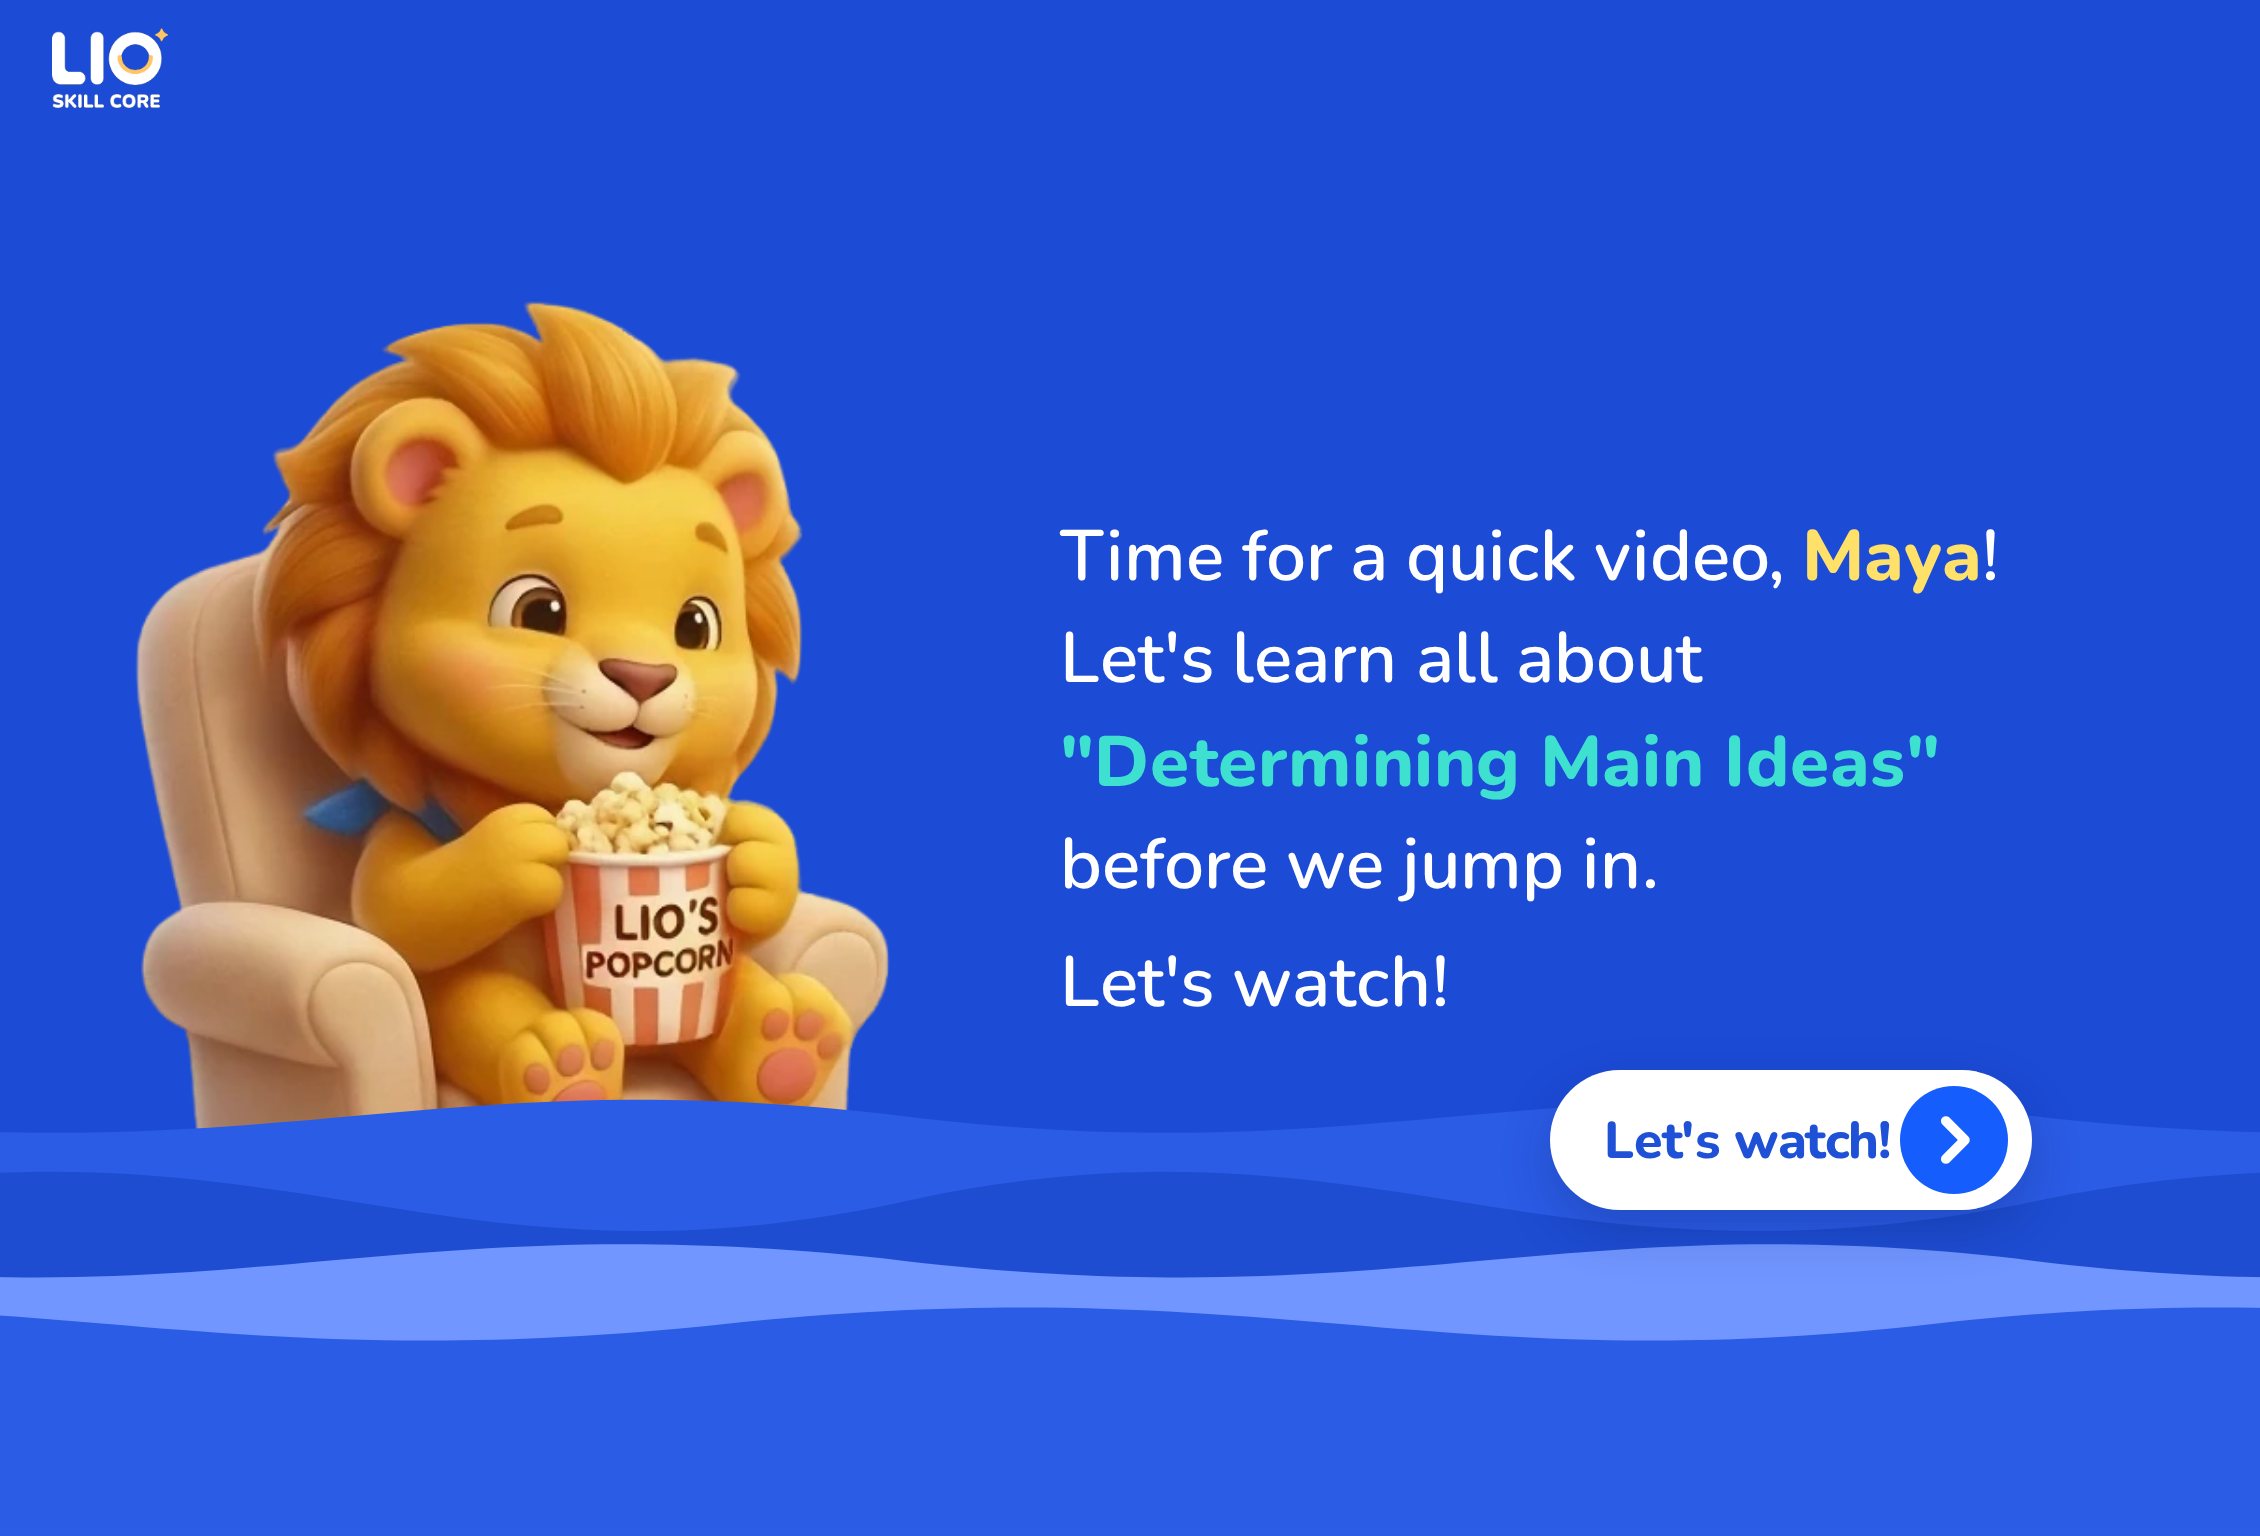 LIO
SKILL CORE
Time for a quick video, Maya!
Let's learn all about
"Determining Main Ideas"
before we jump in.
Let's watch!
LIO'S
POPCORN
Let's watch!